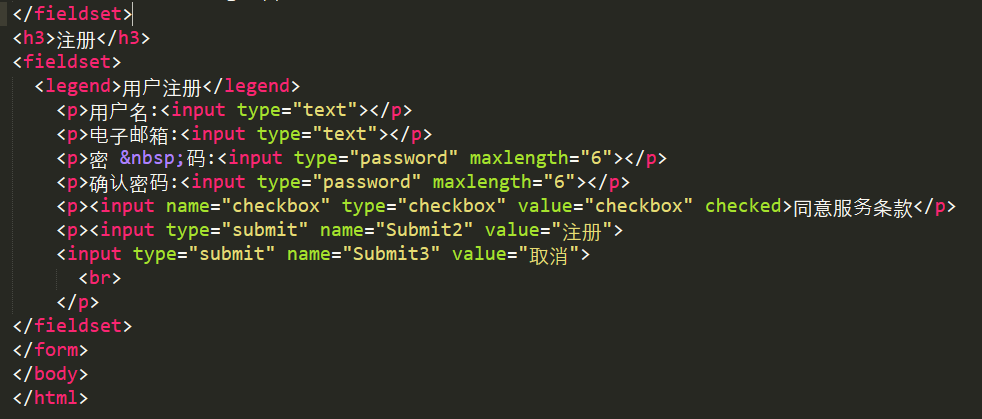 </fieldset>
<h3>注册</h3>
<fieldset>
<legend>用户注册</legend>
<p>用户名:<input type="text"></p>
<p>电子邮箱:<input type="text"></p>
<p>密 &nbsp;码:<input type="password" maxlength="6"></p>
<p>确认密码:<input type="password" maxlength="6"></p>
<p><input name="checkbox" type="checkbox" value="checkbox" checked>同意服务条款</p>
<p><input type="submit" name="Submit2" value="注册">
<input type="submit" name="Submit3" value="取消">
<br>
</p>
</fieldset>
</form>
</body>
</html>